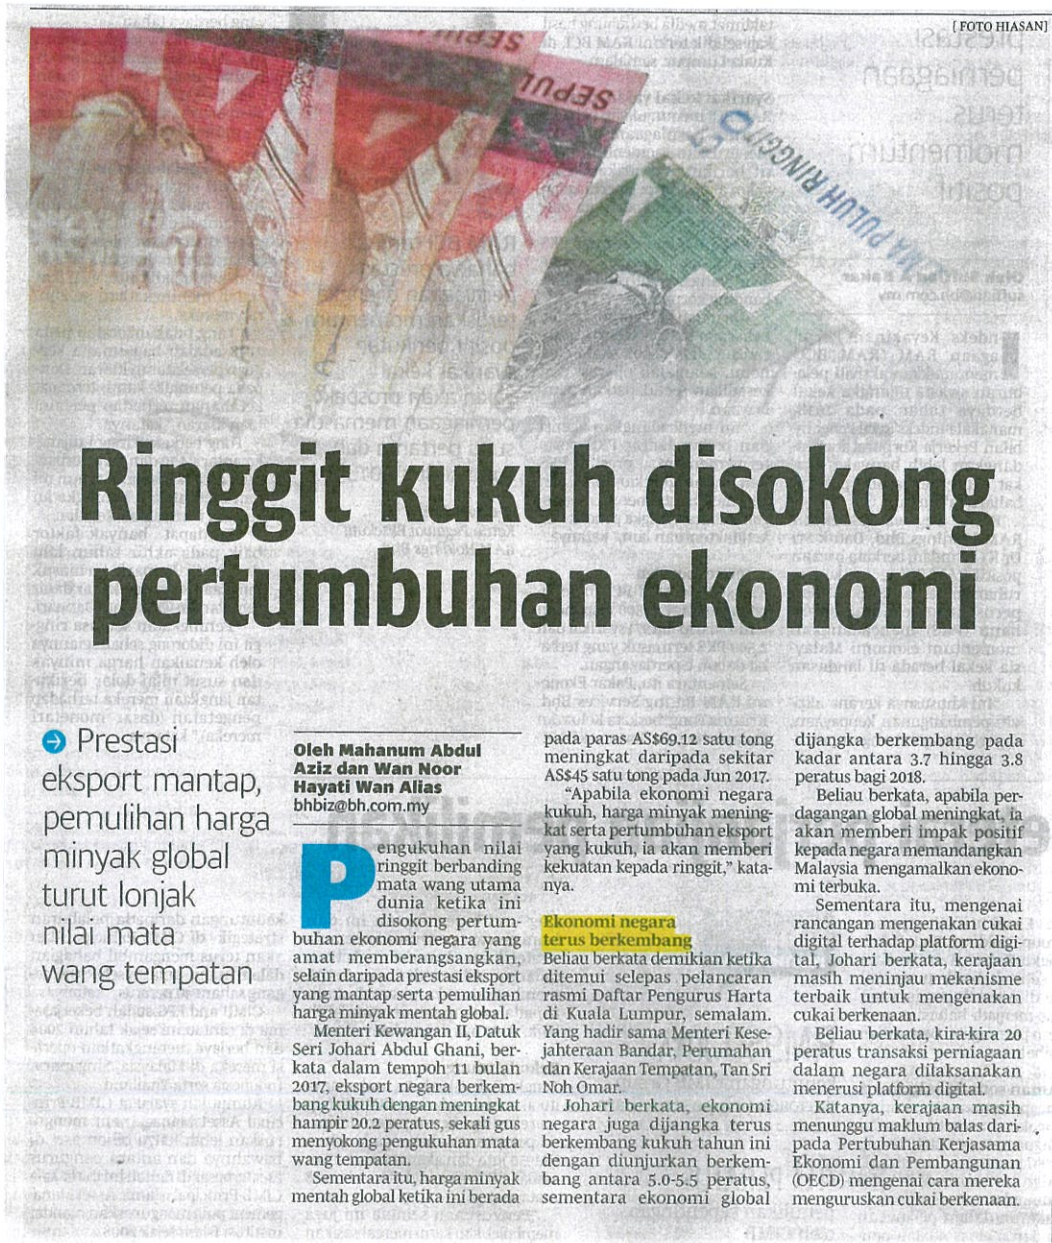 [ FOTO HIASAN]
SEPUL
SEPUL
50
LIMA PULUH RINGGIT
Ringgit kukuh disokong
pertumbuhan ekonomi
Prestasi
eksport mantap,
pemulihan harga
minyak global
turut lonjak
nilai mata
wang tempatan
Oleh Mahanum Abdul
Aziz dan Wan Noor
Hayati Wan Alias
bhbiz@bh.com.my
Pengukuhan nilai
ringgit berbanding
mata wang utama
dunia ketika ini
disokong pertum-
buhan ekonomi negara yang
amat memberangsangkan,
selain daripada prestasi eksport
yang mantap serta pemulihan
harga minyak mentah global.
Menteri Kewangan II, Datuk
Seri Johari Abdul Ghani, ber-
kata dalam tempoh 11 bulan
2017, eksport negara berkem-
bang kukuh dengan meningkat
hampir 20.2 peratus, sekali gus
menyokong pengukuhan mata
wang tempatan.
Sementara itu, harga minyak
mentah global ketika ini berada
pada paras AS$69.12 satu tong
meningkat daripada sekitar
AS$45 satu tong pada Jun 2017.
“Apabila ekonomi negara
kukuh, harga minyak mening-
kat serta pertumbuhan eksport
yang kukuh, ia akan memberi
kekuatan kepada ringgit,” kata-
nya.
Ekonomi negara
terus berkembang
Beliau berkata demikian ketika
ditemui selepas pelancaran
rasmi Daftar Pengurus Harta
di Kuala Lumpur, semalam.
Yang hadir sama Menteri Kese-
jahteraan Bandar, Perumahan
dan Kerajaan Tempatan, Tan Sri
Noh Omar.
Johari berkata, ekonomi
negara juga dijangka terus
berkembang kukuh tahun ini
dengan diunjurkan berkem-
bang antara 5.0-5.5 peratus,
sementara ekonomi global
dijangka berkembang pada
kadar antara 3.7 hingga 3.8
peratus bagi 2018.
Beliau berkata, apabila per-
dagangan global meningkat, ia
akan memberi impak positif
kepada negara memandangkan
Malaysia mengamalkan ekono-
mi terbuka.
Sementara itu, mengenai
rancangan mengenakan cukai
digital terhadap platform digi-
tal, Johari berkata, kerajaan
masih meninjau mekanisme
terbaik untuk mengenakan
cukai berkenaan.
Beliau berkata, kira-kira 20
peratus transaksi perniagaan
dalam negara dilaksanakan
menerusi platform digital.
Katanya, kerajaan masih
menunggu maklum balas dari-
pada Pertubuhan Kerjasama
Ekonomi dan Pembangunan
(OECD) mengenai cara mereka
menguruskan cukai berkenaan.